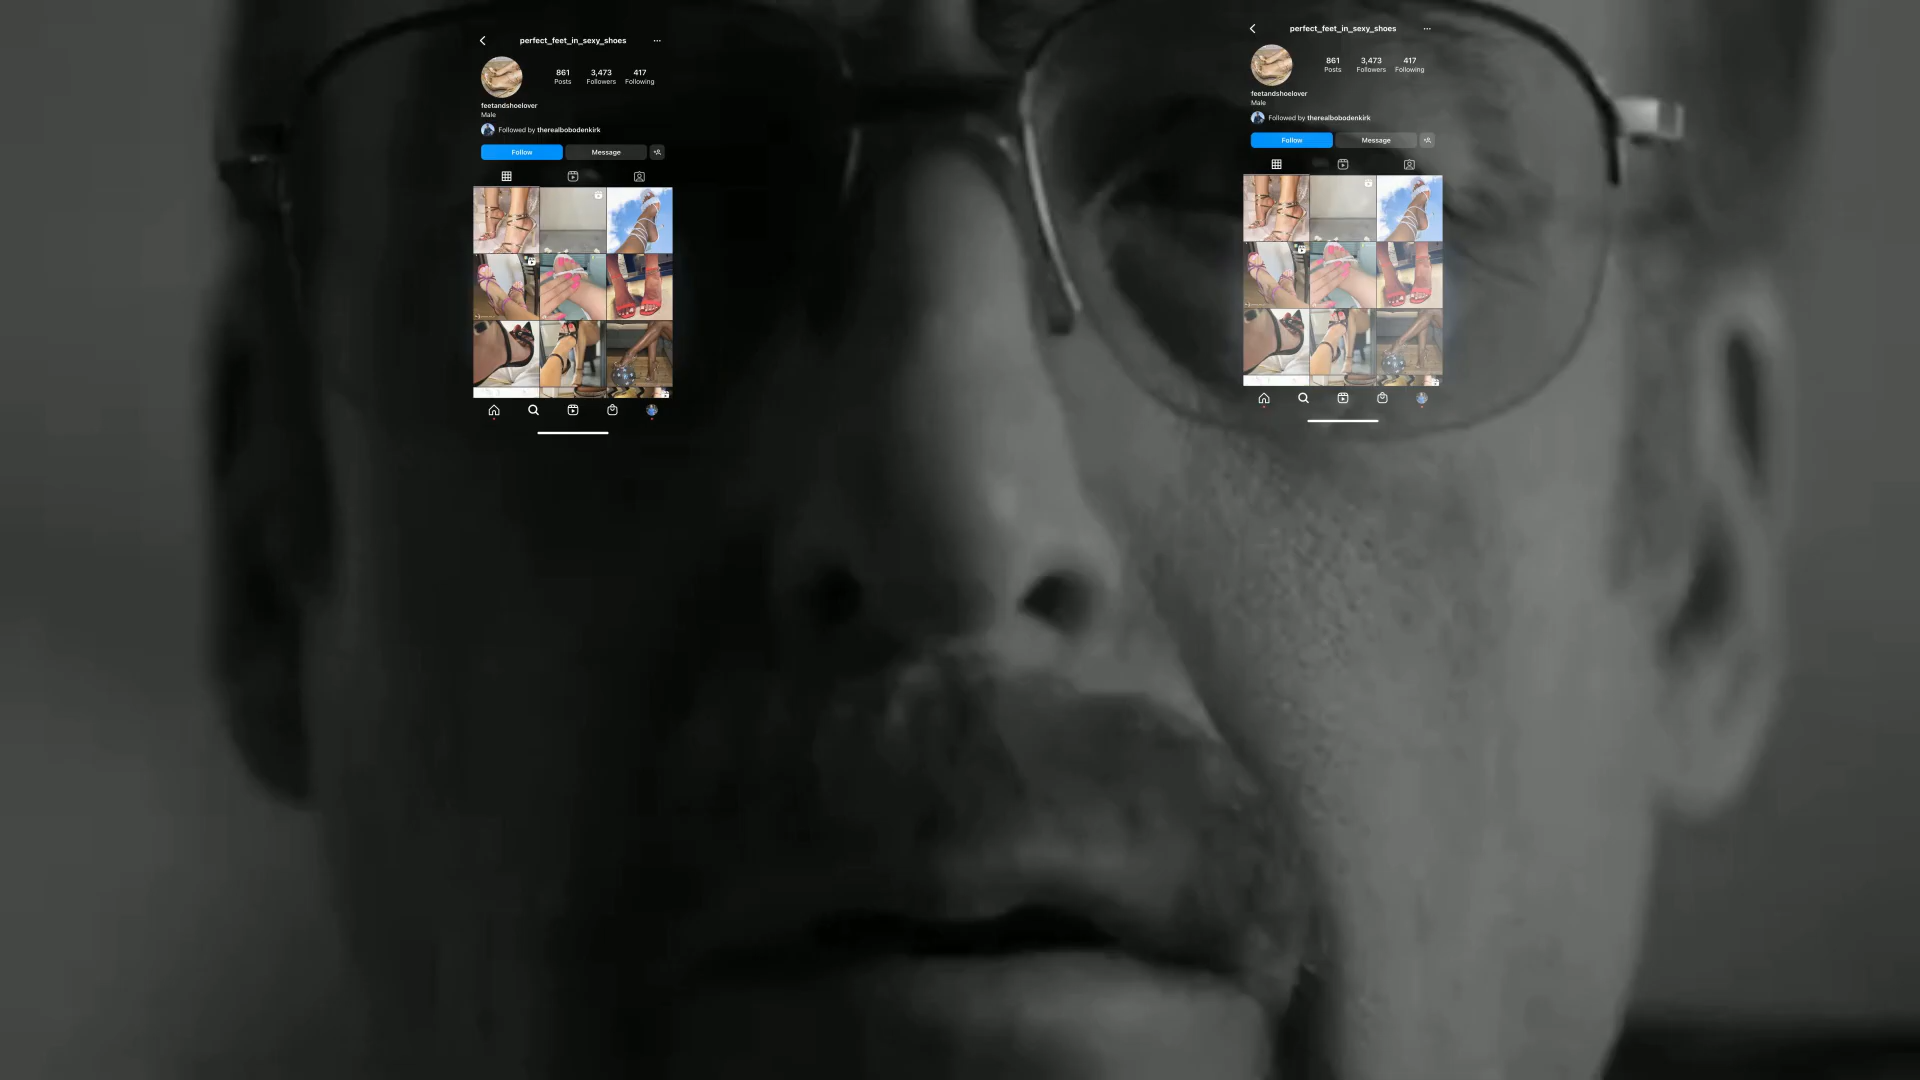 perfect_feet_in_sexy_shoes
861 3,473 417
Posts Followers Following
feetandshoelover
Male
Followed by therealbobodenkirk
Follow Message
perfect_feet_in_sexy_shoes
861 3,473 417
Posts Followers Following
feetandshoelover
Male
Followed by therealbobodenkirk
Follow Message